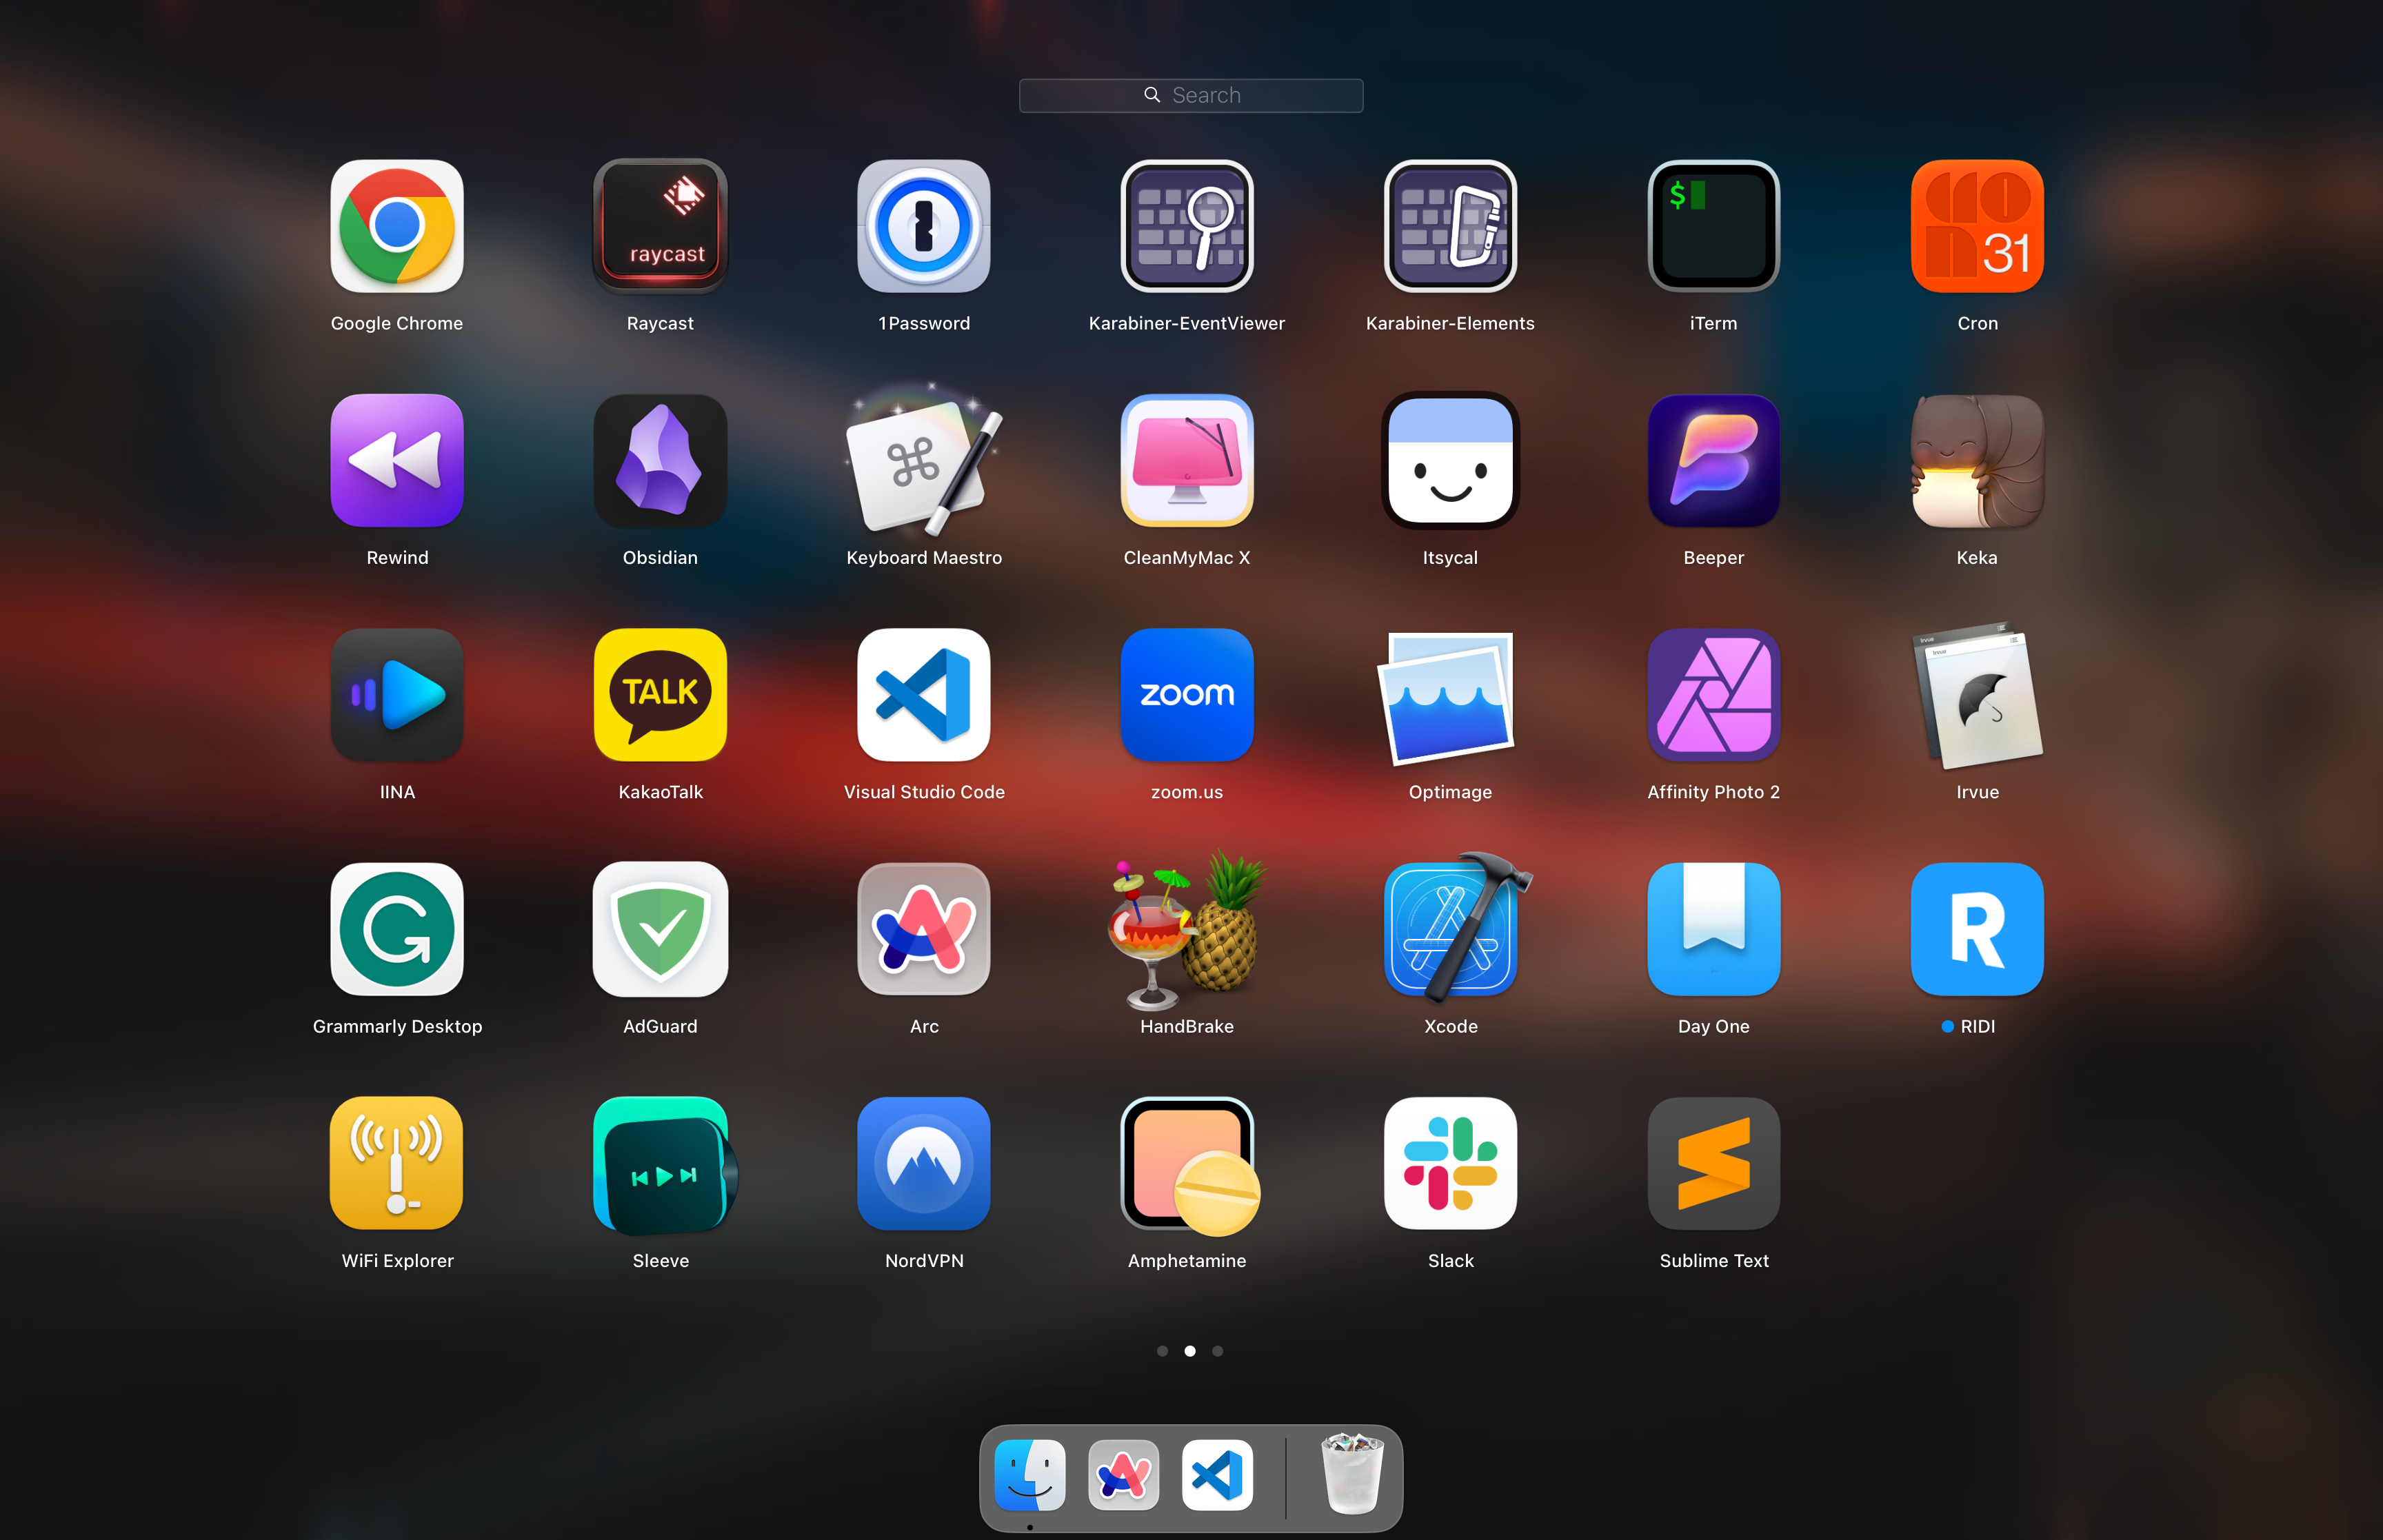 Search
raycast
$
31
Google Chrome
Raycast
1Password
Karabiner-EventViewer
Karabiner-Elements
iTerm
Cron
Rewind
Obsidian
Keyboard Maestro
CleanMyMac X
Itsycal
Beeper
Keka
TALK
zoom
Irvue
Irvue
IINA
KakaoTalk
Visual Studio Code
zoom.us
Optimage
Affinity Photo 2
Irvue
G
R
Grammarly Desktop
AdGuard
Arc
HandBrake
Xcode
Day One
RIDI
WiFi Explorer
Sleeve
NordVPN
Amphetamine
Slack
Sublime Text